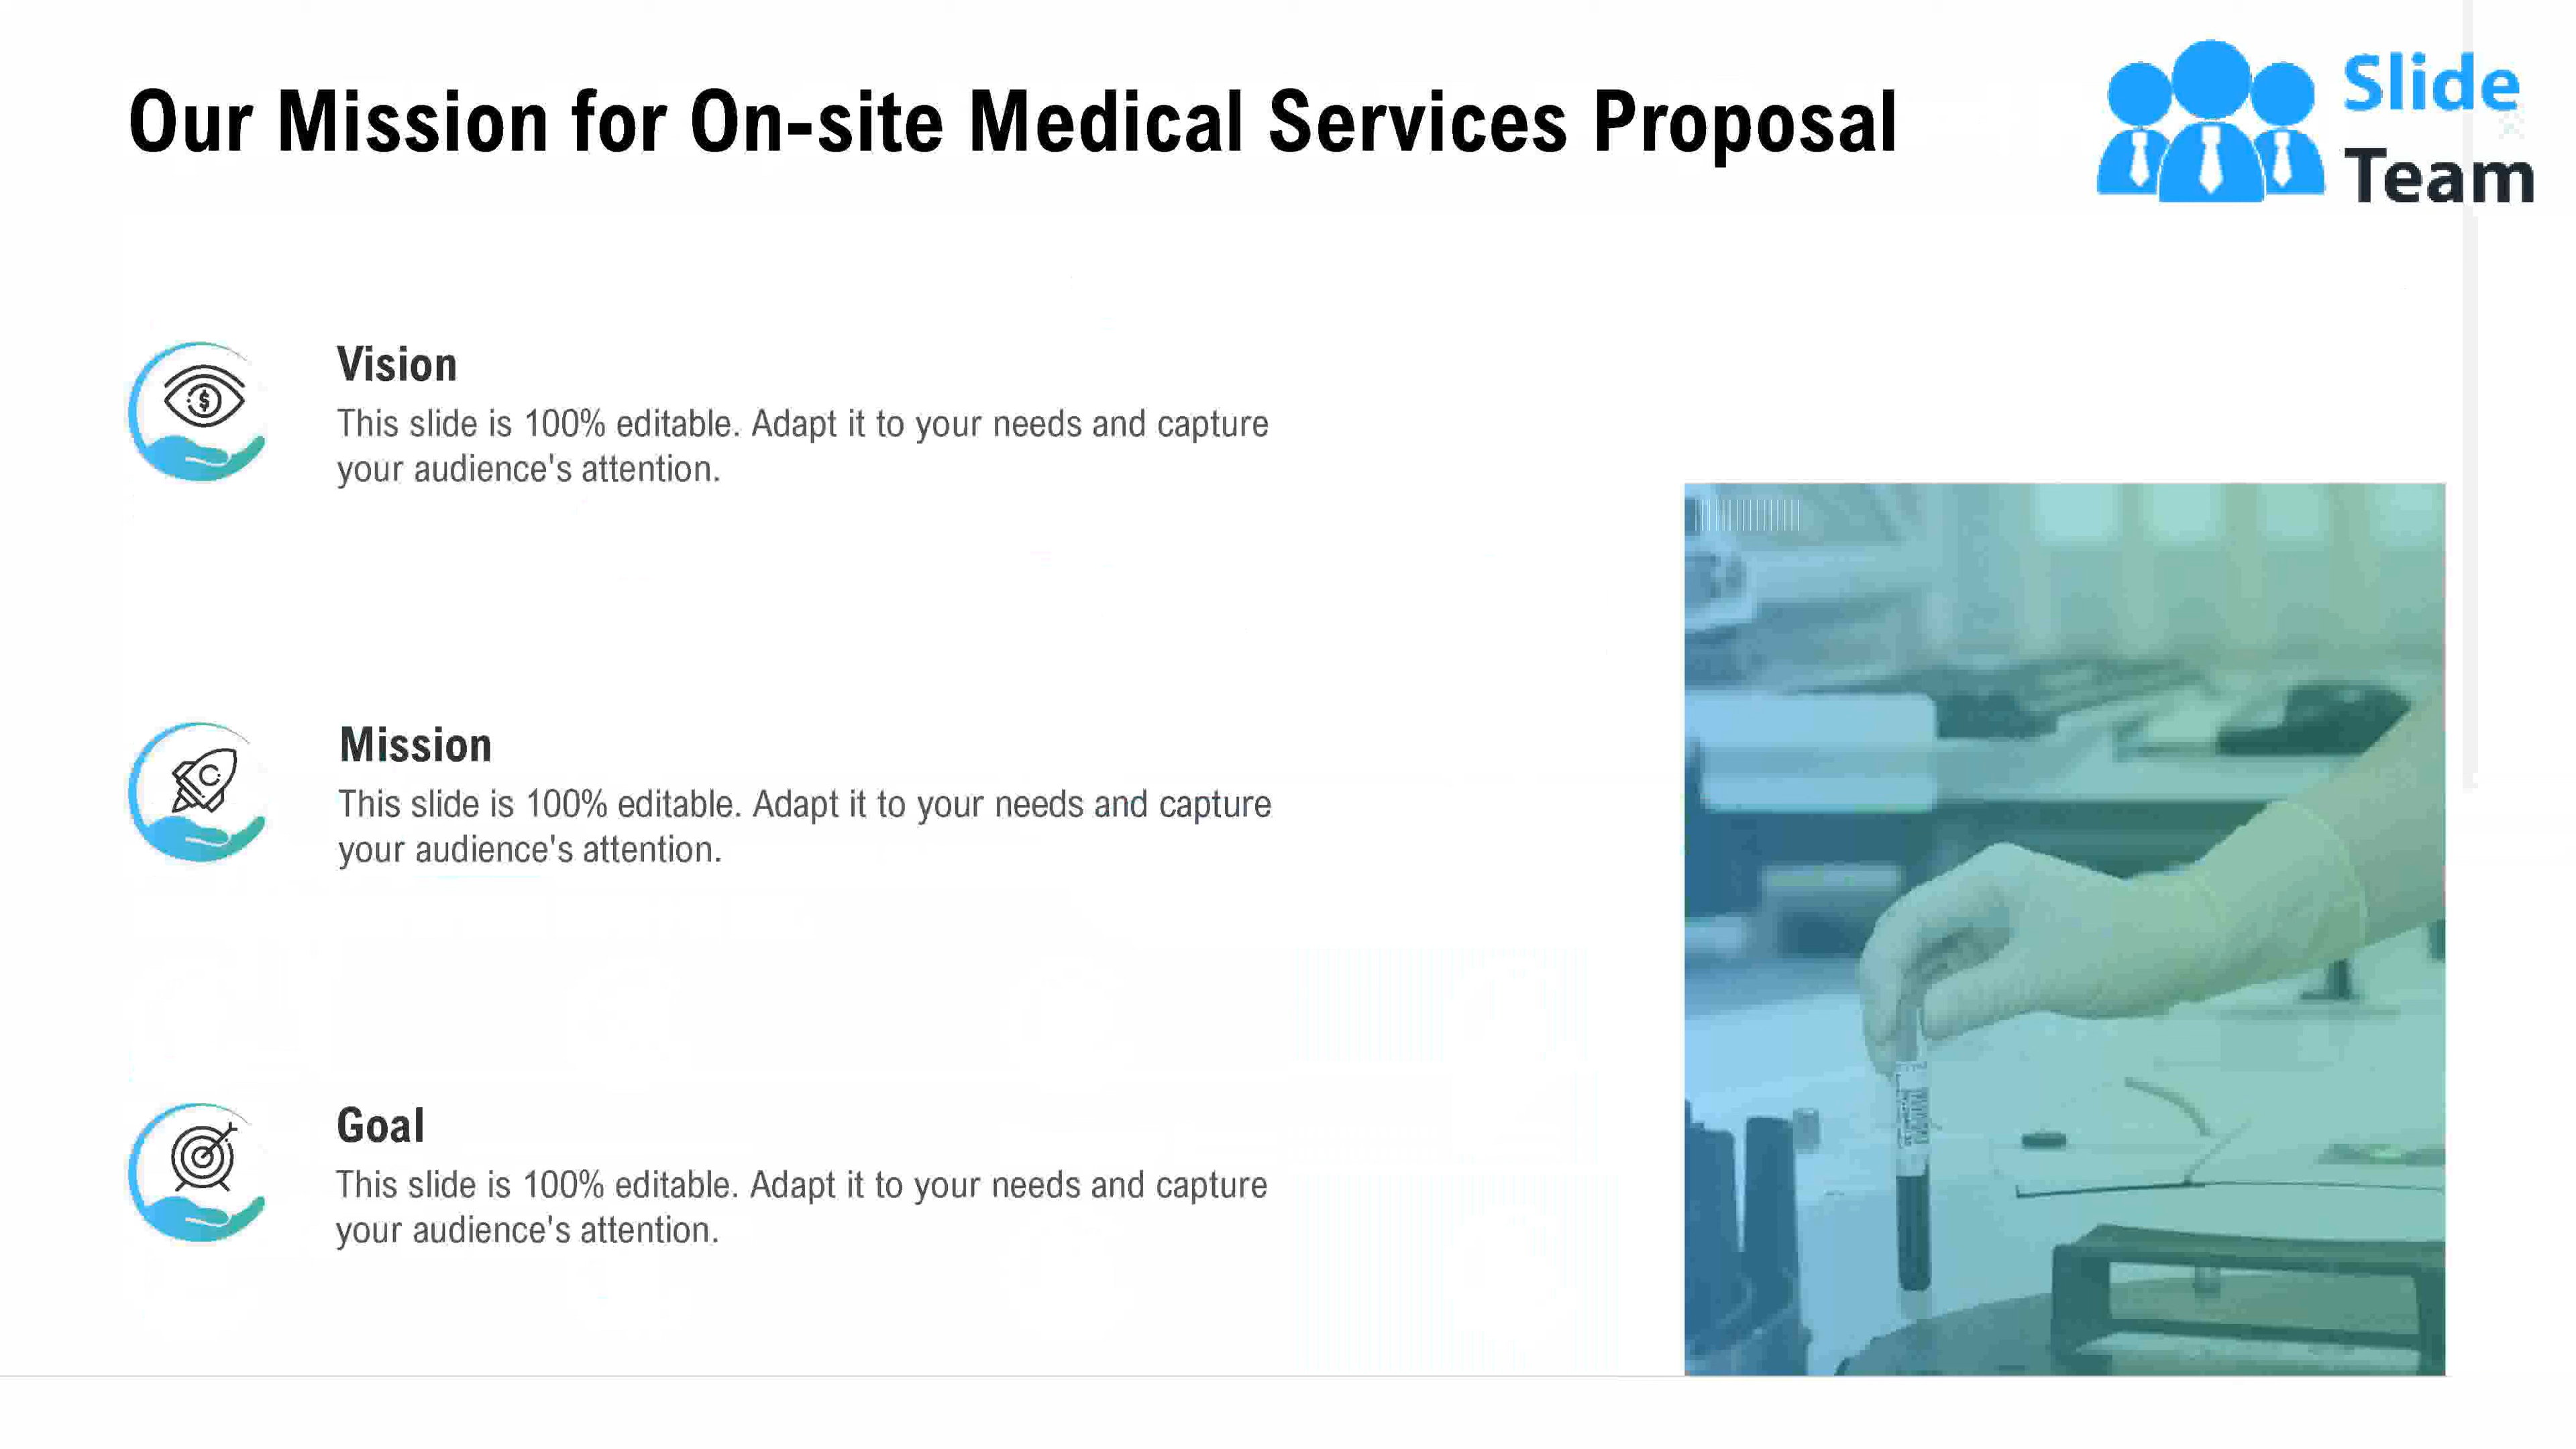 Our Mission for On-site Medical Services Proposal
Slide
Team
Vision
This slide is 100% editable. Adapt it to your needs and capture
your audience's attention.
Mission
This slide is 100% editable. Adapt it to your needs and capture
your audience's attention.
Goal
This slide is 100% editable. Adapt it to your needs and capture
your audience's attention.